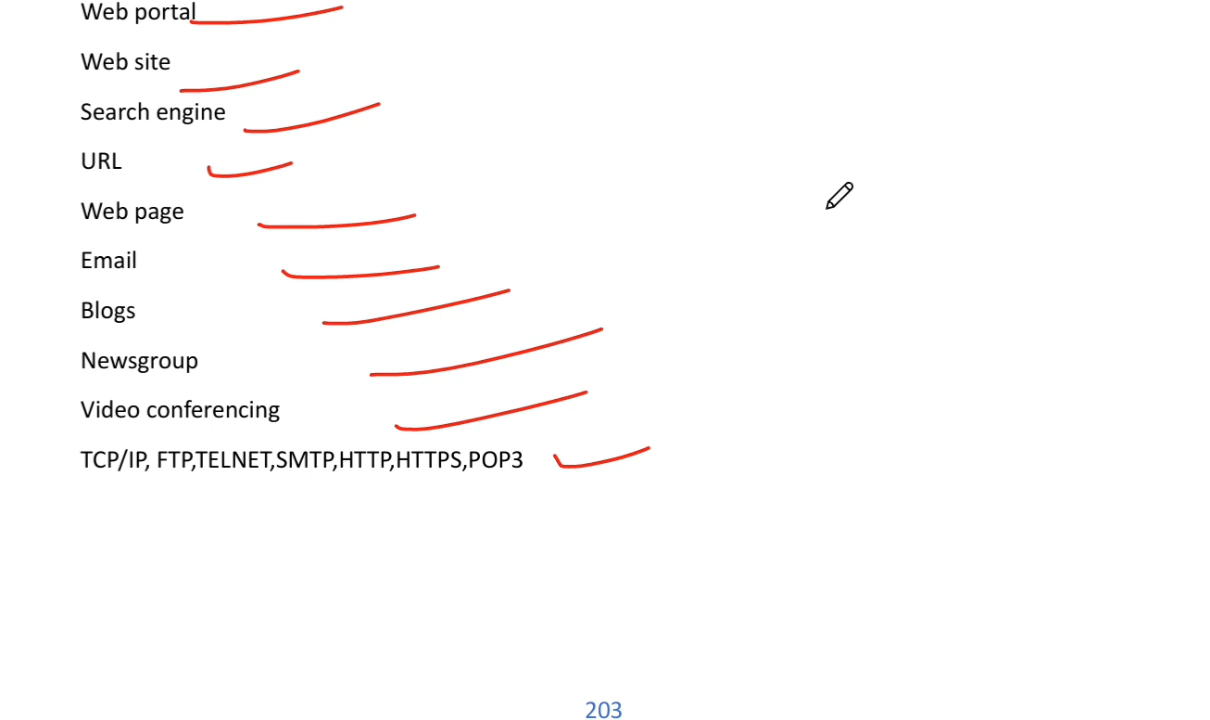 Web portal
Web site
Search engine
URL
Web page
Email
Blogs
Newsgroup
Video conferencing
TCP/IP, FTP,TELNET,SMTP,HTTP,HTTPS,POP3
203